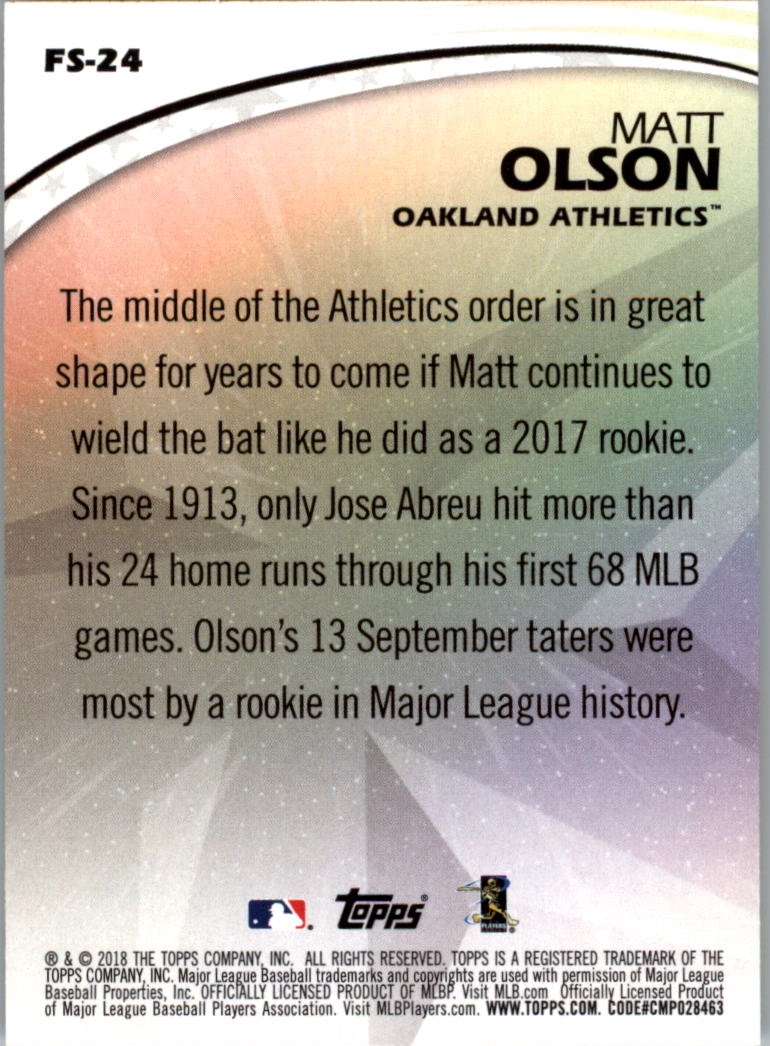 FS-24
MATT
OLSON
OAKLAND ATHLETICS™
The middle of the Athletics order is in great
shape for years to come if Matt continues to
wield the bat like he did as a 2017 rookie.
Since 1913, only Jose Abreu hit more than
his 24 home runs through his first 68 MLB
games. Olson's 13 September taters were
most by a rookie in Major League history.
topps®
PLAYERS
® & © 2018 THE TOPPS COMPANY, INC. ALL RIGHTS RESERVED. TOPPS IS A REGISTERED TRADEMARK OF THE
TOPPS COMPANY, INC. Major League Baseball trademarks and copyrights are used with permission of Major League
Baseball Properties, Inc. OFFICIALLY LICENSED PRODUCT OF MLBP. Visit MLB.com Officially Licensed Product
of Major League Baseball Players Association. Visit MLBPlayers.com. WWW.TOPPS.COM. CODE#CMP028463